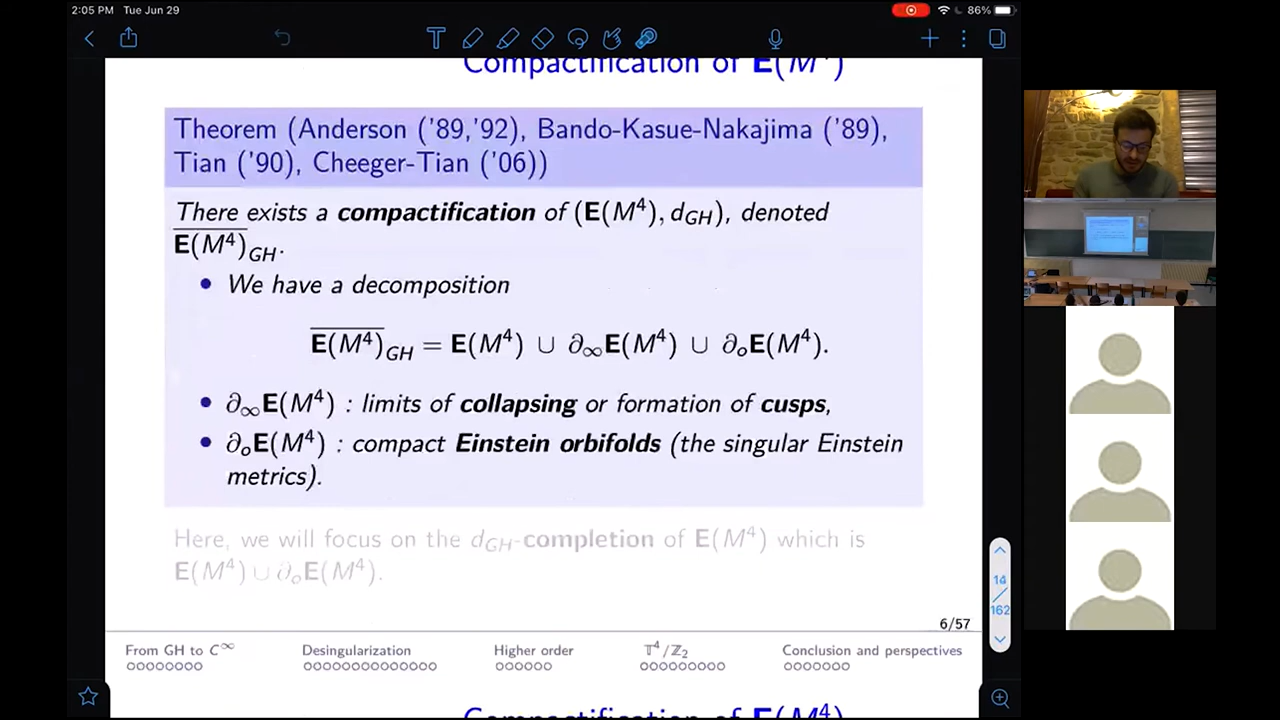 2:05 PM Tue Jun 29
86%
Compactification of E(M⁴)
Theorem (Anderson ('89,'92), Bando-Kasue-Nakajima ('89),
Tian ('90), Cheeger-Tian ('06))
There exists a compactification of (E(M⁴), d_GH), denoted
\overline{E(M⁴)}_GH.
• We have a decomposition
\overline{E(M⁴)}_GH = E(M⁴) ∪ ∂_∞E(M⁴) ∪ ∂_oE(M⁴).
• ∂_∞E(M⁴) : limits of collapsing or formation of cusps,
• ∂_oE(M⁴) : compact Einstein orbifolds (the singular Einstein
metrics).
Here, we will focus on the d_GH-completion of E(M⁴) which is
E(M⁴) ∪ ∂_oE(M⁴).
14
162
6/57
From GH to C^∞ Desingularization Higher order 𝕋⁴/ℤ₂ Conclusion and perspectives
Compactification of E(M⁴)